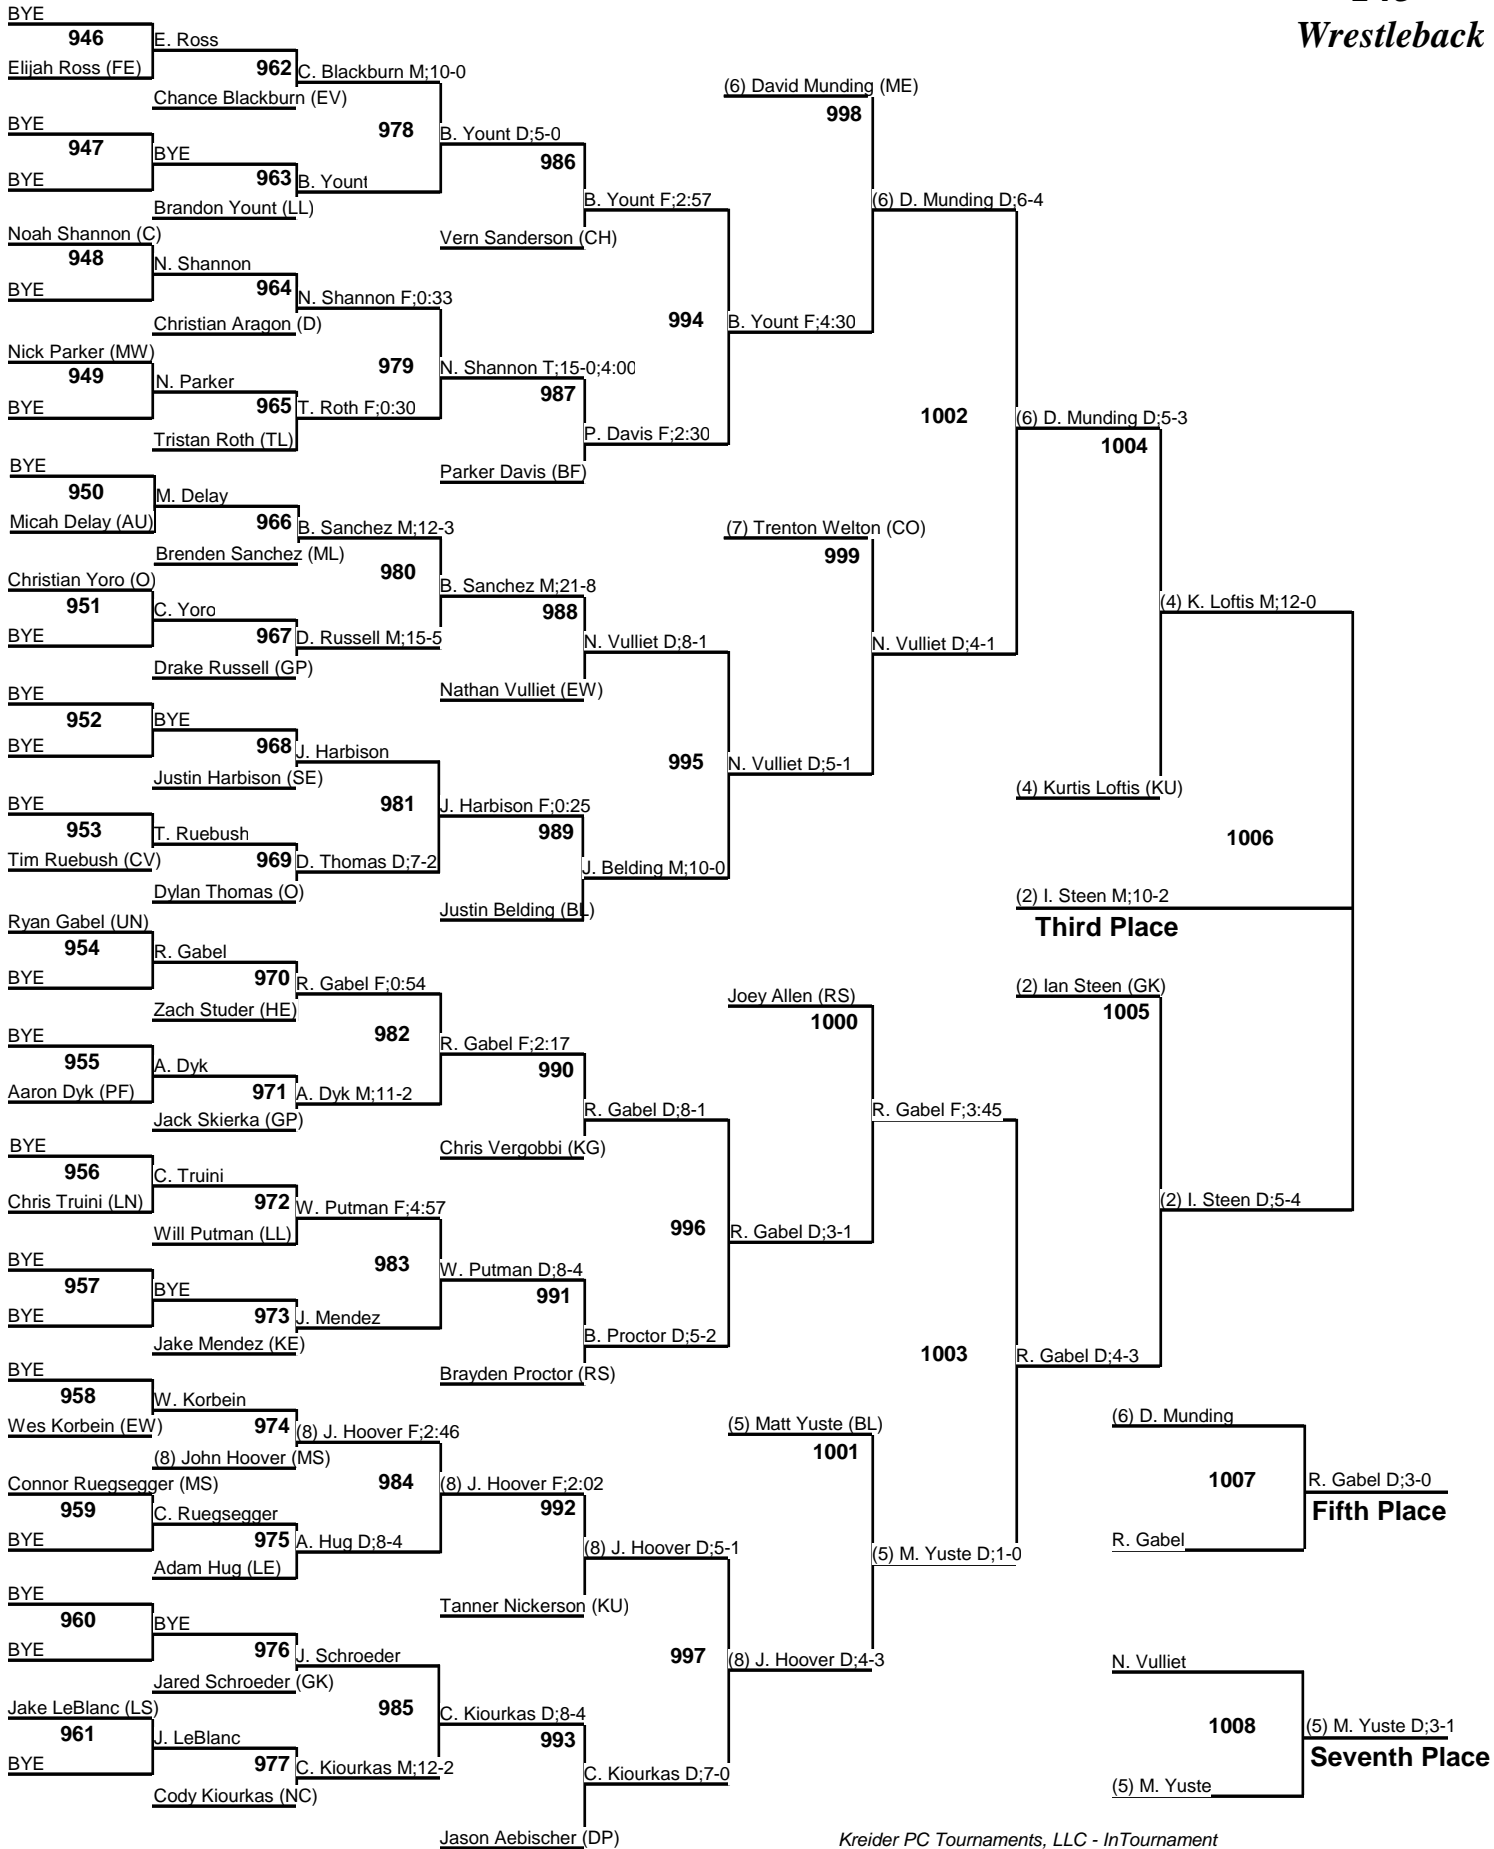 Wrestleback
BYE
946
E. Ross
Elijah Ross (FE)
962
C. Blackburn M;10-0
Chance Blackburn (EV)
978
BYE
947
BYE
BYE
963
B. Yount
Brandon Yount (LL)
B. Yount D;5-0
986
Vern Sanderson (CH)
B. Yount F;2:57
Noah Shannon (C)
948
N. Shannon
BYE
964
N. Shannon F;0:33
Christian Aragon (D)
979
Nick Parker (MW)
949
N. Parker
BYE
965
T. Roth F;0:30
Tristan Roth (TL)
N. Shannon T;15-0;4:00
987
P. Davis F;2:30
Parker Davis (BF)
994
B. Yount F;4:30
(6) David Munding (ME)
998
(6) D. Munding D;6-4
BYE
950
M. Delay
Micah Delay (AU)
966
B. Sanchez M;12-3
Brenden Sanchez (ML)
980
Christian Yoro (O)
951
C. Yoro
BYE
967
D. Russell M;15-5
Drake Russell (GP)
B. Sanchez M;21-8
988
N. Vulliet D;8-1
Nathan Vulliet (EW)
BYE
952
BYE
BYE
968
J. Harbison
Justin Harbison (SE)
981
BYE
953
T. Ruebush
Tim Ruebush (CV)
969
D. Thomas D;7-2
Dylan Thomas (O)
J. Harbison F;0:25
989
J. Belding M;10-0
Justin Belding (BL)
995
N. Vulliet D;5-1
(7) Trenton Welton (CO)
999
N. Vulliet D;4-1
1002
(6) D. Munding D;5-3
1004
(4) K. Loftis M;12-0
(4) Kurtis Loftis (KU)
1006
(2) I. Steen M;10-2
Third Place
Ryan Gabel (UN)
954
R. Gabel
BYE
970
R. Gabel F;0:54
Zach Studer (HE)
982
BYE
955
A. Dyk
Aaron Dyk (PF)
971
A. Dyk M;11-2
Jack Skierka (GP)
R. Gabel F;2:17
990
R. Gabel D;8-1
Chris Vergobbi (KG)
BYE
956
C. Truini
Chris Truini (LN)
972
W. Putman F;4:57
Will Putman (LL)
983
BYE
957
BYE
BYE
973
J. Mendez
Jake Mendez (KE)
W. Putman D;8-4
991
B. Proctor D;5-2
Brayden Proctor (RS)
996
R. Gabel D;3-1
Joey Allen (RS)
1000
R. Gabel F;3:45
(2) Ian Steen (GK)
1005
(2) I. Steen D;5-4
BYE
958
W. Korbein
Wes Korbein (EW)
974
(8) J. Hoover F;2:46
(8) John Hoover (MS)
984
Connor Ruegsegger (MS)
959
C. Ruegsegger
BYE
975
A. Hug D;8-4
Adam Hug (LE)
(8) J. Hoover F;2:02
992
(8) J. Hoover D;5-1
Tanner Nickerson (KU)
BYE
960
BYE
BYE
976
J. Schroeder
Jared Schroeder (GK)
985
Jake LeBlanc (LS)
961
J. LeBlanc
BYE
977
C. Kiourkas M;12-2
Cody Kiourkas (NC)
C. Kiourkas D;8-4
993
C. Kiourkas D;7-0
Jason Aebischer (DP)
997
(8) J. Hoover D;4-3
(5) Matt Yuste (BL)
1001
(5) M. Yuste D;1-0
1003
R. Gabel D;4-3
(6) D. Munding
1007
R. Gabel D;3-0
Fifth Place
R. Gabel
N. Vulliet
1008
(5) M. Yuste D;3-1
Seventh Place
(5) M. Yuste
Kreider PC Tournaments, LLC - InTournament